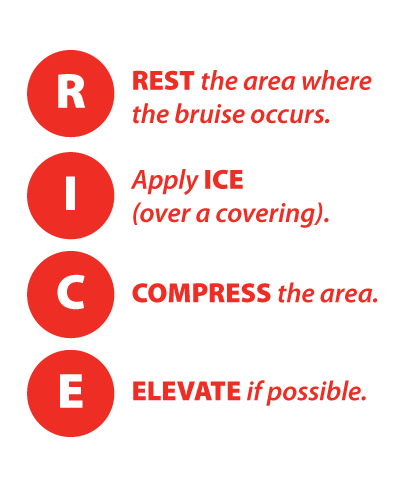 R
REST the area where
the bruise occurs.
I
Apply ICE
(over a covering).
C
COMPRESS the area.
E
ELEVATE if possible.